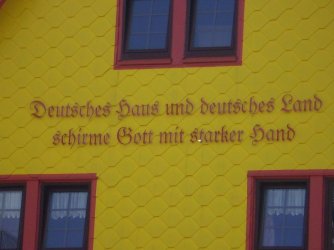 Deutsches Haus und deutsches Land
schirme Gott mit starker Hand